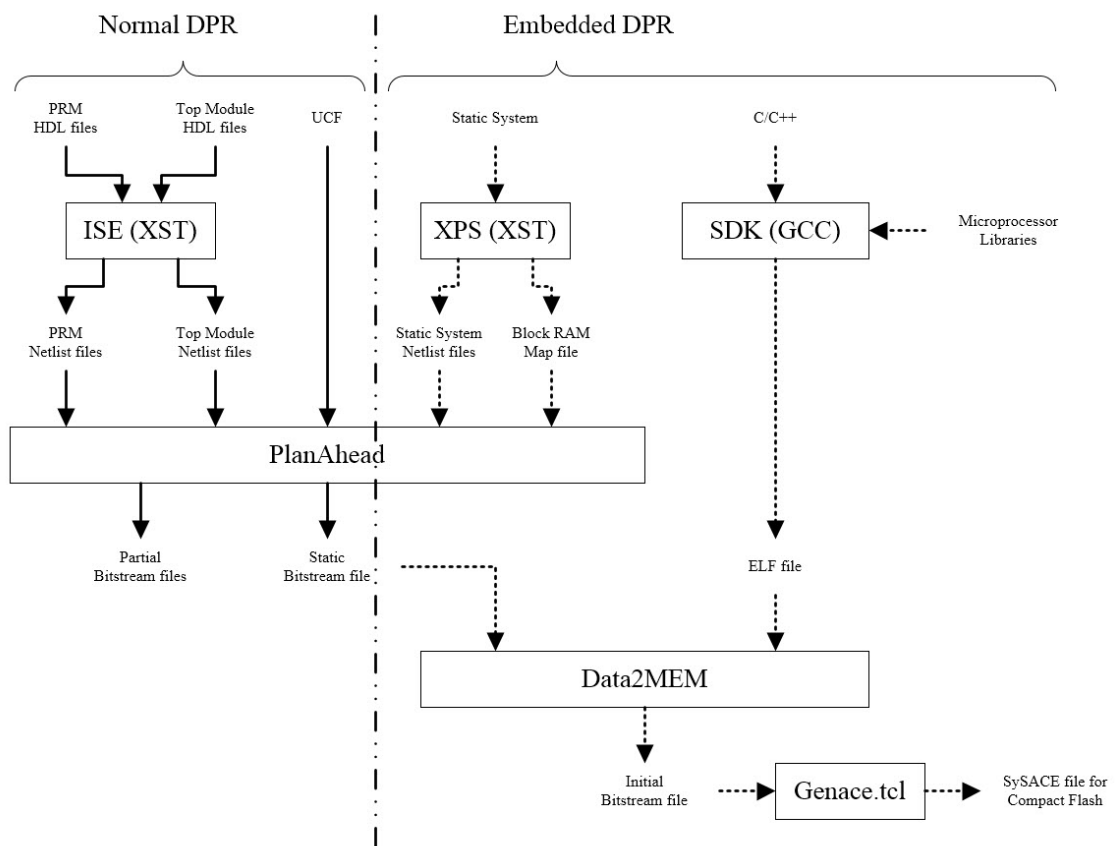 Normal DPR
Embedded DPR
PRM
HDL files
Top Module
HDL files
UCF
Static System
C/C++
ISE (XST)
XPS (XST)
SDK (GCC)
Microprocessor
Libraries
PRM
Netlist files
Top Module
Netlist files
Static System
Netlist files
Block RAM
Map file
PlanAhead
Partial
Bitstream files
Static
Bitstream file
ELF file
Data2MEM
Initial
Bitstream file
Genace.tcl
SySACE file for
Compact Flash